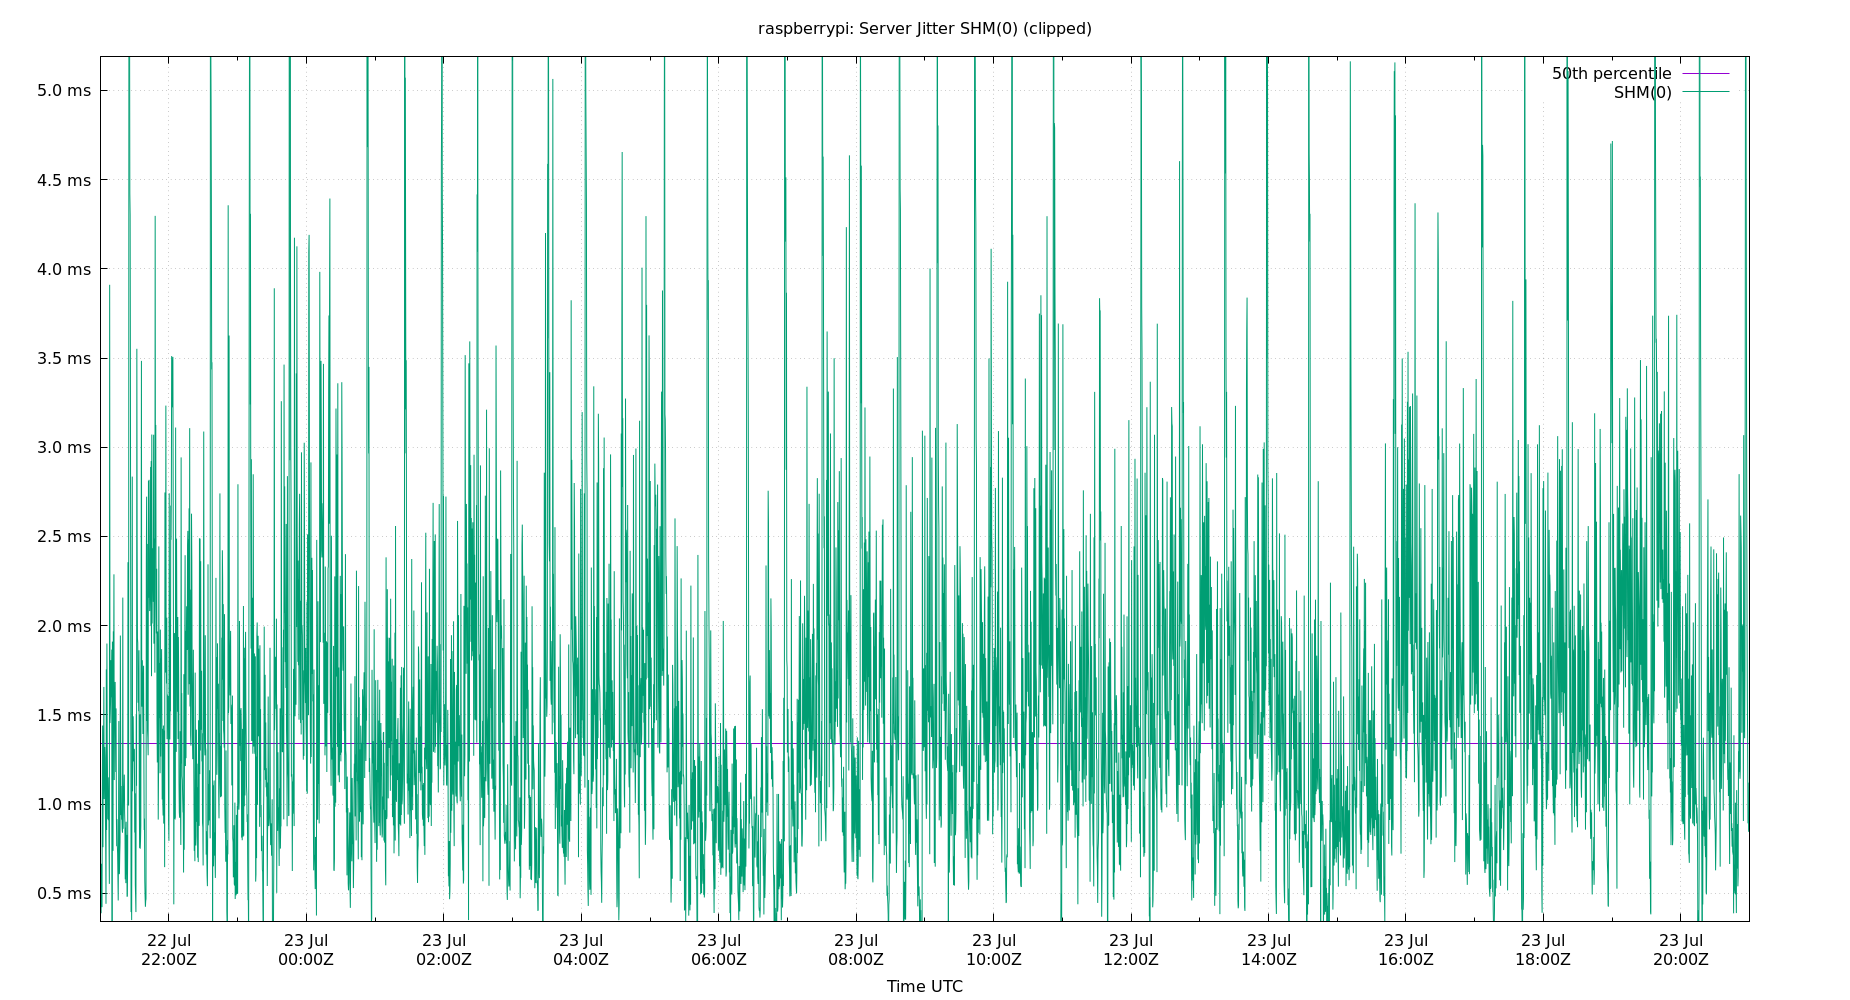 raspberrypi: Server Jitter SHM(0) (clipped)
50th percentile
SHM(0)
5.0 ms
4.5 ms
4.0 ms
3.5 ms
3.0 ms
2.5 ms
2.0 ms
1.5 ms
1.0 ms
0.5 ms
22 Jul 23 Jul 23 Jul 23 Jul 23 Jul 23 Jul 23 Jul 23 Jul 23 Jul 23 Jul 23 Jul 23 Jul
22:00Z 00:00Z 02:00Z 04:00Z 06:00Z 08:00Z 10:00Z 12:00Z 14:00Z 16:00Z 18:00Z 20:00Z
Time UTC